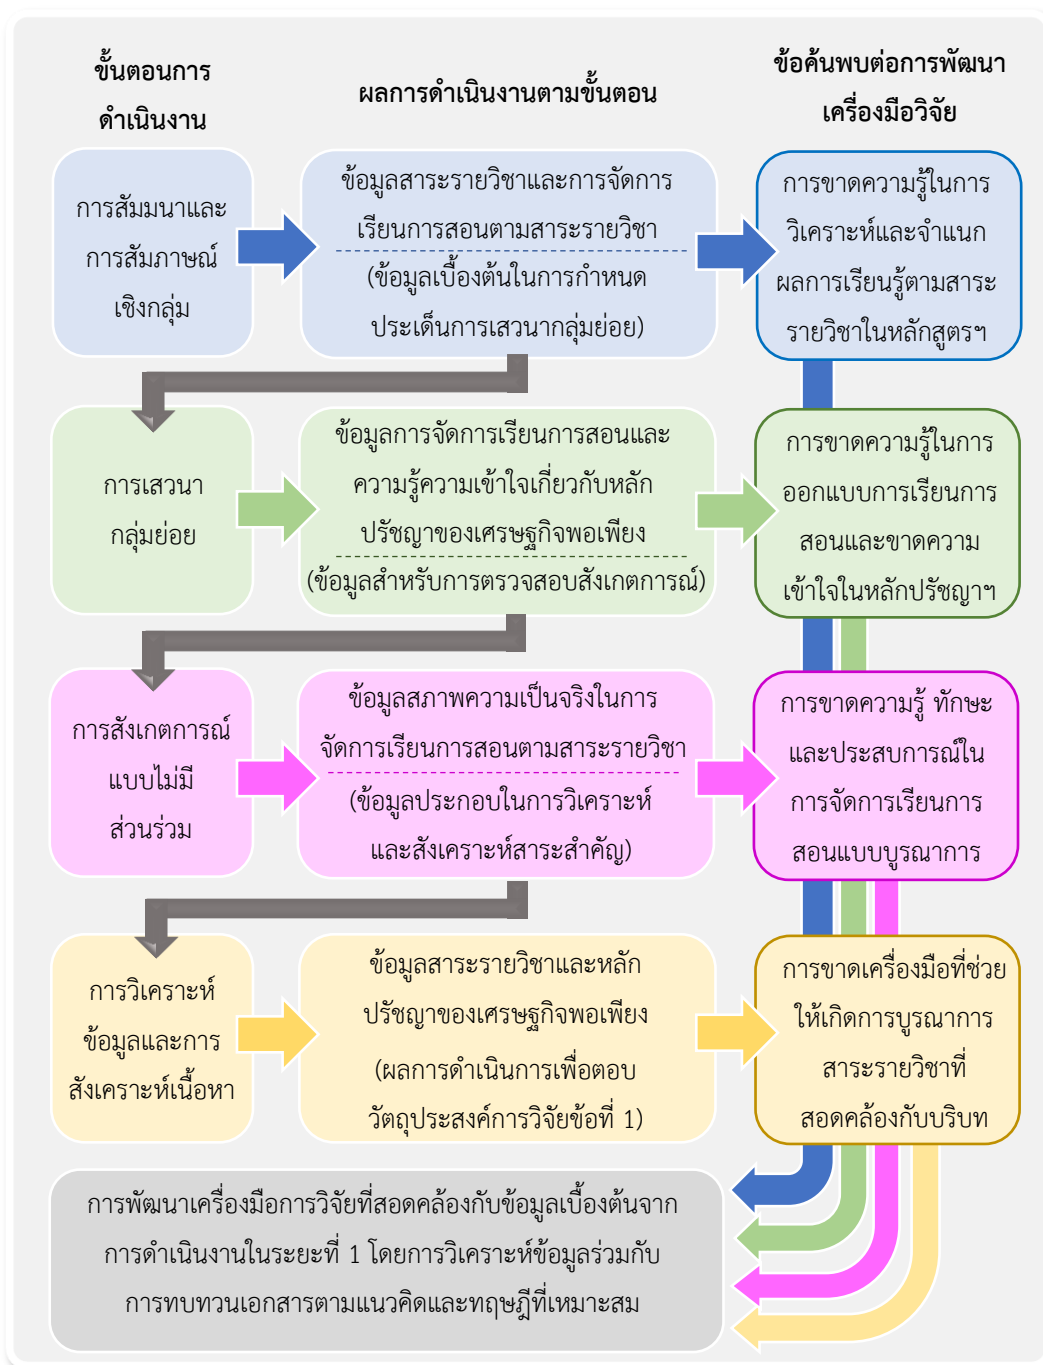 ขั้นตอนการ
ดำเนินงาน
ผลการดำเนินงานตามขั้นตอน
ข้อค้นพบต่อการพัฒนา
เครื่องมือวิจัย
การสัมมนาและ
การสัมภาษณ์
เชิงกลุ่ม
ข้อมูลสาระรายวิชาและการจัดการ
เรียนการสอนตามสาระรายวิชา
(ข้อมูลเบื้องต้นในการกำหนด
ประเด็นการเสวนากลุ่มย่อย)
การขาดความรู้ในการ
วิเคราะห์และจำแนก
ผลการเรียนรู้ตามสาระ
รายวิชาในหลักสูตรฯ
การเสวนา
กลุ่มย่อย
ข้อมูลการจัดการเรียนการสอนและ
ความรู้ความเข้าใจเกี่ยวกับหลัก
ปรัชญาของเศรษฐกิจพอเพียง
(ข้อมูลสำหรับการตรวจสอบสังเกตการณ์)
การขาดความรู้ในการ
ออกแบบการเรียนการ
สอนและขาดความ
เข้าใจในหลักปรัชญาฯ
การสังเกตการณ์
แบบไม่มี
ส่วนร่วม
ข้อมูลสภาพความเป็นจริงในการ
จัดการเรียนการสอนตามสาระรายวิชา
(ข้อมูลประกอบในการวิเคราะห์
และสังเคราะห์สาระสำคัญ)
การขาดความรู้ ทักษะ
และประสบการณ์ใน
การจัดการเรียนการ
สอนแบบบูรณาการ
การวิเคราะห์
ข้อมูลและการ
สังเคราะห์เนื้อหา
ข้อมูลสาระรายวิชาและหลัก
ปรัชญาของเศรษฐกิจพอเพียง
(ผลการดำเนินการเพื่อตอบ
วัตถุประสงค์การวิจัยข้อที่ 1)
การขาดเครื่องมือที่ช่วย
ให้เกิดการบูรณาการ
สาระรายวิชาที่
สอดคล้องกับบริบท
การพัฒนาเครื่องมือการวิจัยที่สอดคล้องกับข้อมูลเบื้องต้นจาก
การดำเนินงานในระยะที่ 1 โดยการวิเคราะห์ข้อมูลร่วมกับ
การทบทวนเอกสารตามแนวคิดและทฤษฎีที่เหมาะสม